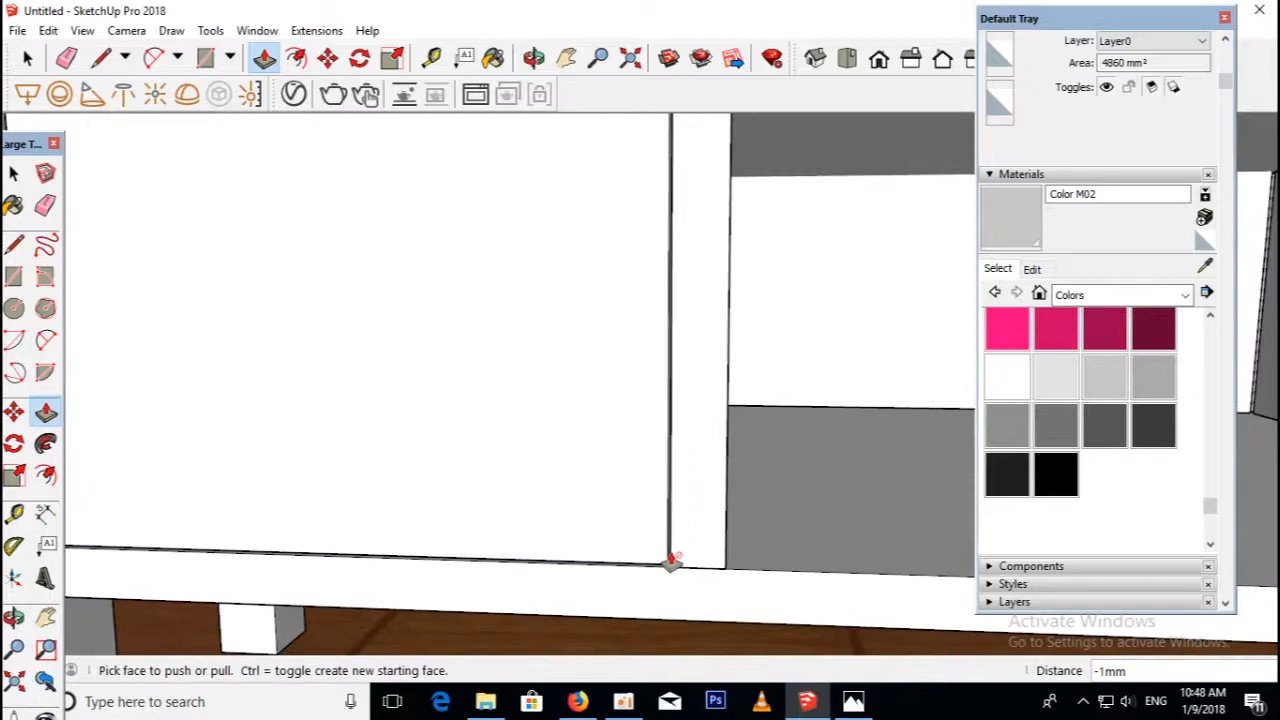 Untitled - SketchUp Pro 2018
File Edit View Camera Draw Tools Window Extensions Help
Default Tray
Layer: Layer0
Area: 4860 mm²
Toggles:
Large T...
Materials
Color M02
Select Edit
Colors
Components
Styles
Layers
Activate Windows
Go to Settings to activate Windows.
Pick face to push or pull. Ctrl = toggle create new starting face.
Distance -1mm
Type here to search
ENG
10:48 AM
1/9/2018
11